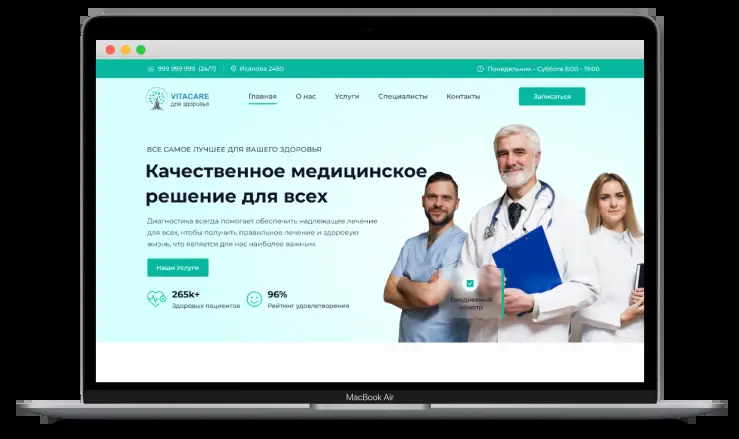 999 999 999 (24/7)
Исанова 2460
Понедельник - Суббота 8:00 - 19:00
VITACARE
для здоровья
Главная
О нас
Услуги
Специалисты
Контакты
Записаться
ВСЕ САМОЕ ЛУЧШЕЕ ДЛЯ ВАШЕГО ЗДОРОВЬЯ
Качественное медицинское
решение для всех
Диагностика всегда помогает обеспечить надлежащее лечение
для всех, чтобы получить правильное лечение и здоровую
жизнь, что является для нас наиболее важным.
Наши Услуги
265k+
Здоровых пациентов
96%
Рейтинг удовлетворения
Ежедневный
осмотр
MacBook Air